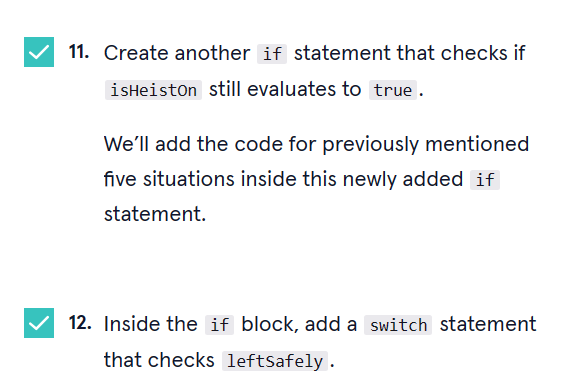 11. Create another if statement that checks if
isHeistOn still evaluates to true.
We’ll add the code for previously mentioned
five situations inside this newly added if
statement.
12. Inside the if block, add a switch statement
that checks leftSafely.